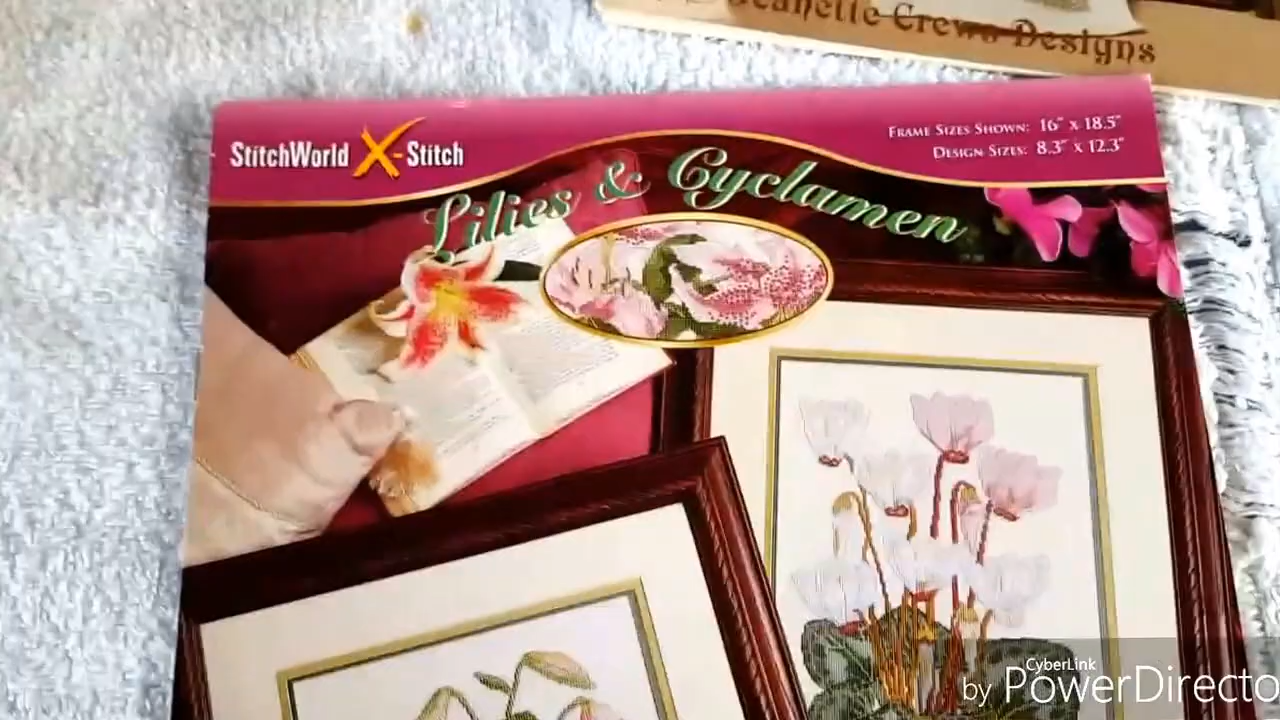 Jeanette Crews Designs
StitchWorld X-Stitch
FRAME SIZES SHOWN: 16" x 18.5"
DESIGN SIZES: 8.3" x 12.3"
Lilies & Cyclamen
CyberLink
by PowerDirecto